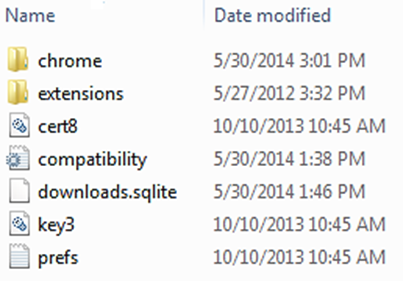 Name Date modified
chrome 5/30/2014 3:01 PM
extensions 5/27/2012 3:32 PM
cert8 10/10/2013 10:45 AM
compatibility 5/30/2014 1:38 PM
downloads.sqlite 5/30/2014 1:46 PM
key3 10/10/2013 10:45 AM
prefs 10/10/2013 10:45 AM